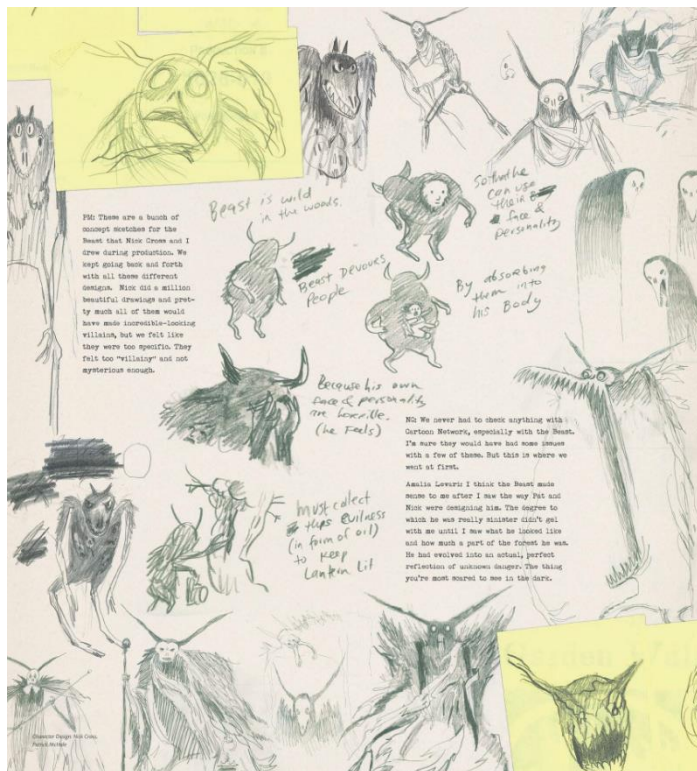 PM: These are a bunch of
concept sketches for the
Beast that Nick Cross and I
drew during production. We
kept going back and forth
with all these different
designs. Nick did a million
beautiful drawings and pret-
ty much all of them would
have made incredible-looking
villains, but we felt like
they were too specific. They
felt too "villainy" and not
mysterious enough.
Beast is wild
in the woods.
Beast Devours
People
So that he
can use
their
face &
personality
By absorbing
them into
his Body
Because his own
face & personality
are horrible.
(he Feels)
must collect
this evilness
(in form of oil)
to keep
Lantern Lit
NC: We never had to check anything with
Cartoon Network, especially with the Beast.
I'm sure they would have had some issues
with a few of these. But this is where we
went at first.
Amalia Levari: I think the Beast made
sense to me after I saw the way Pat and
Nick were designing him. The degree to
which he was really sinister didn't gel
with me until I saw what he looked like
and how much a part of the forest he was.
He had evolved into an actual, perfect
reflection of unknown danger. The thing
you're most scared to see in the dark.
Character Design: Nick Cross,
Patrick McHale